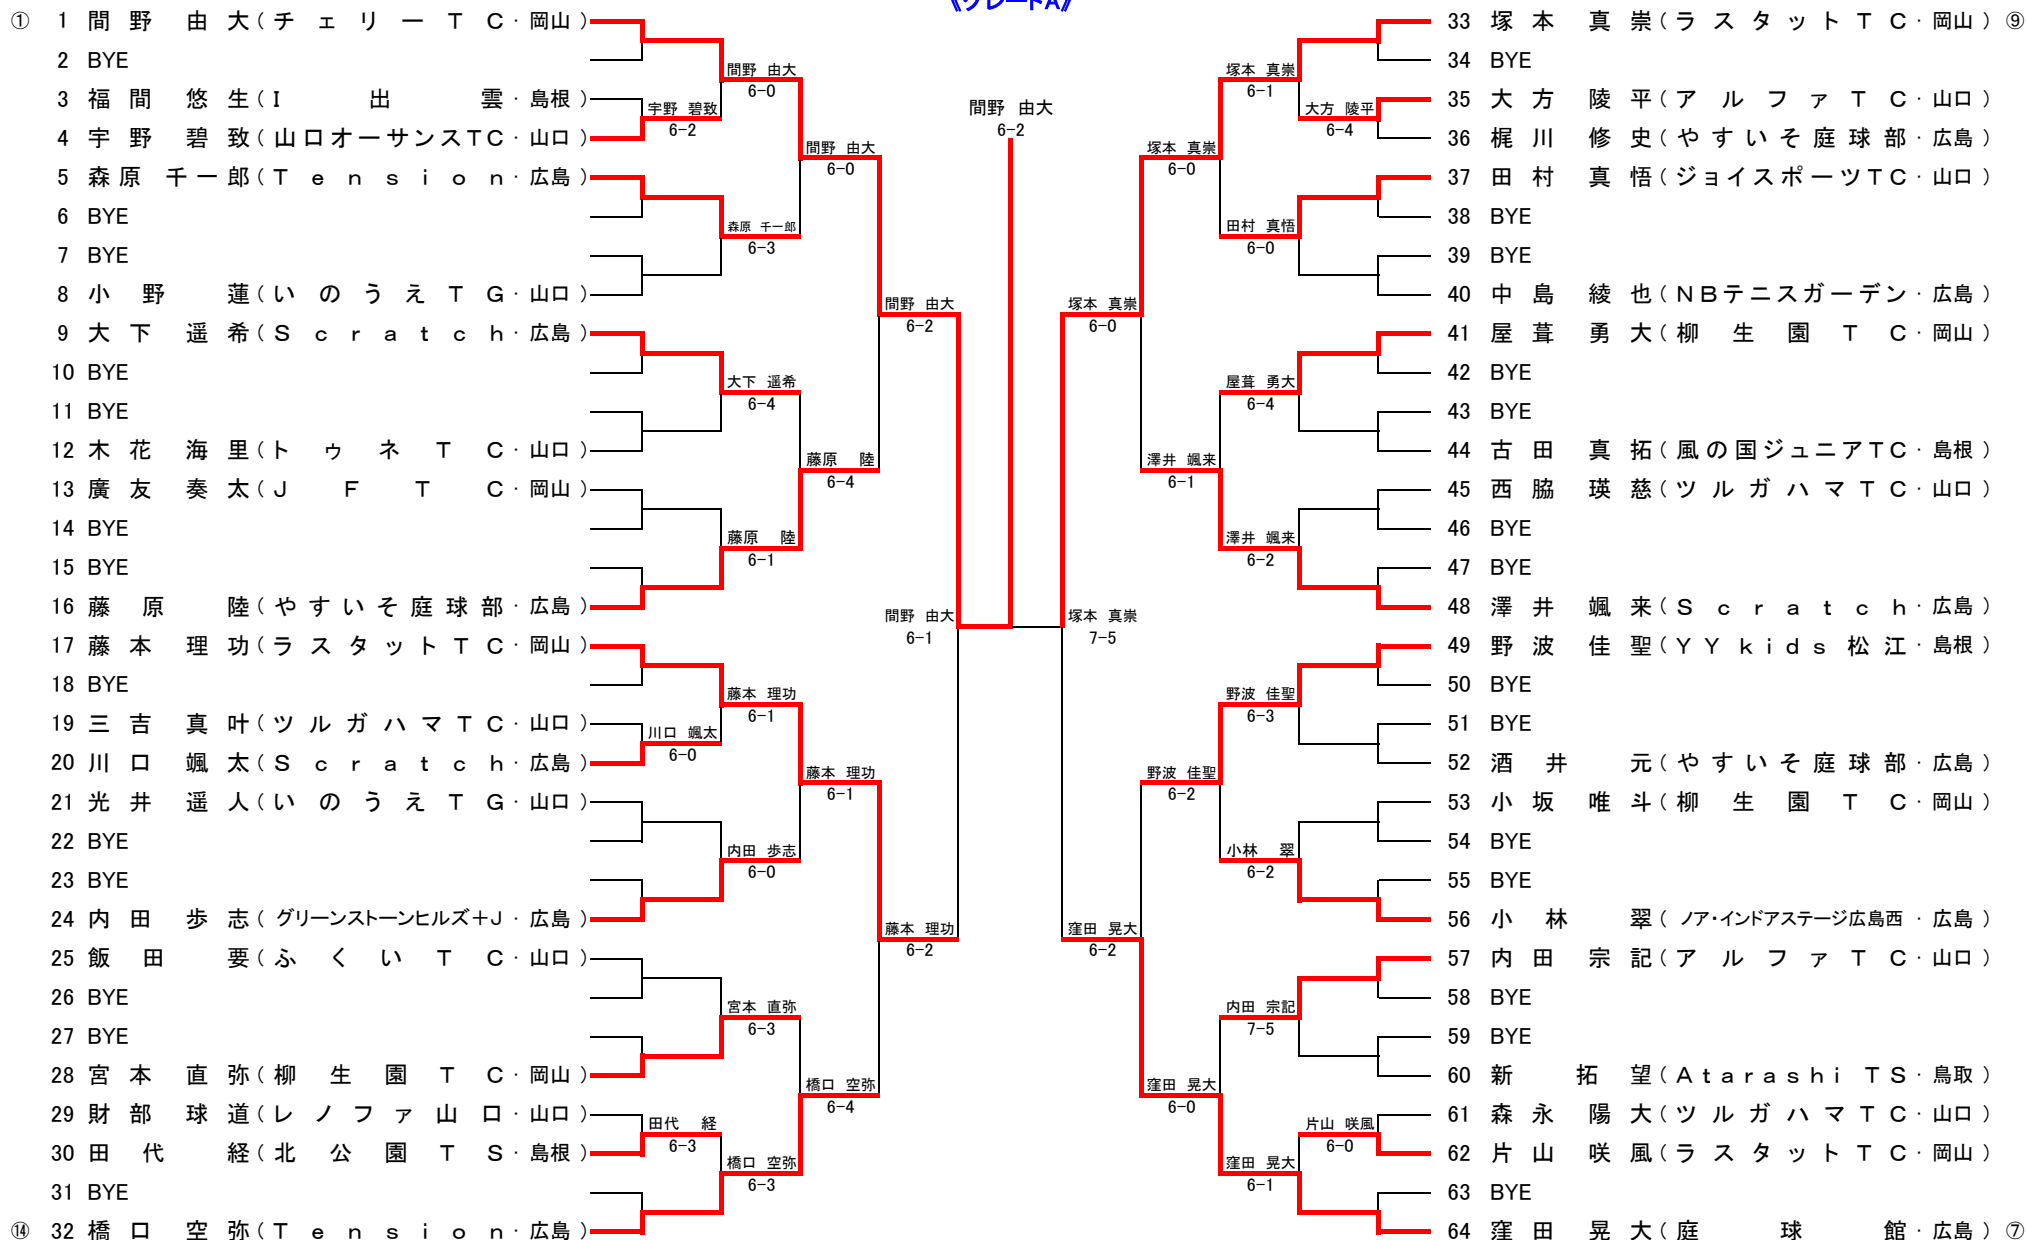 《グレードA》
① 1 間野 由大(チェリーTC・岡山)
2 BYE
3 福間 悠生(I出雲・島根)
4 宇野 碧致(山口オーサンスTC・山口)
5 森原 千一郎(Tension・広島)
6 BYE
7 BYE
8 小野 蓮(いのうえTG・山口)
9 大下 遥希(Scratch・広島)
10 BYE
11 BYE
12 木花 海里(トゥネTC・山口)
13 廣友 奏太(JFTC・岡山)
14 BYE
15 BYE
16 藤原 陸(やすいそ庭球部・広島)
17 藤本 理功(ラスタットTC・岡山)
18 BYE
19 三吉 真叶(ツルガハマTC・山口)
20 川口 颯太(Scratch・広島)
21 光井 遥人(いのうえTG・山口)
22 BYE
23 BYE
24 内田 歩志(グリーンストーンヒルズ+J・広島)
25 飯田 要(ふくいTC・山口)
26 BYE
27 BYE
28 宮本 直弥(柳生園TC・岡山)
29 財部 球道(レノファ山口・山口)
30 田代 経(北公園TS・島根)
31 BYE
⑭ 32 橋口 空弥(Tension・広島)
宇野 碧致
6-2
川口 颯太
6-0
田代 経
6-3
間野 由大
6-0
森原 千一郎
6-3
大下 遥希
6-4
藤原 陸
6-1
藤本 理功
6-1
内田 歩志
6-0
宮本 直弥
6-3
橋口 空弥
6-3
間野 由大
6-0
藤原 陸
6-4
藤本 理功
6-1
橋口 空弥
6-4
間野 由大
6-2
藤本 理功
6-2
間野 由大
6-1
間野 由大
6-2
塚本 真崇
7-5
塚本 真崇
6-0
窪田 晃大
6-2
塚本 真崇
6-0
澤井 颯来
6-1
野波 佳聖
6-2
窪田 晃大
6-0
塚本 真崇
6-1
田村 真悟
6-0
屋葺 勇大
6-4
澤井 颯来
6-2
野波 佳聖
6-3
小林 翠
6-2
内田 宗記
7-5
窪田 晃大
6-1
大方 陵平
6-4
片山 咲風
6-0
33 塚本 真崇(ラスタットTC・岡山) ⑨
34 BYE
35 大方 陵平(アルファTC・山口)
36 梶川 修史(やすいそ庭球部・広島)
37 田村 真悟(ジョイスポーツTC・山口)
38 BYE
39 BYE
40 中島 綾也(NBテニスガーデン・広島)
41 屋葺 勇大(柳生園TC・岡山)
42 BYE
43 BYE
44 古田 真拓(風の国ジュニアTC・島根)
45 西脇 瑛慈(ツルガハマTC・山口)
46 BYE
47 BYE
48 澤井 颯来(Scratch・広島)
49 野波 佳聖(YYkids松江・島根)
50 BYE
51 BYE
52 酒井 元(やすいそ庭球部・広島)
53 小坂 唯斗(柳生園TC・岡山)
54 BYE
55 BYE
56 小林 翠(ノア・インドアステージ広島西・広島)
57 内田 宗記(アルファTC・山口)
58 BYE
59 BYE
60 新 拓望(Atarashi TS・鳥取)
61 森永 陽大(ツルガハマTC・山口)
62 片山 咲風(ラスタットTC・岡山)
63 BYE
64 窪田 晃大(庭球館・広島) ⑦